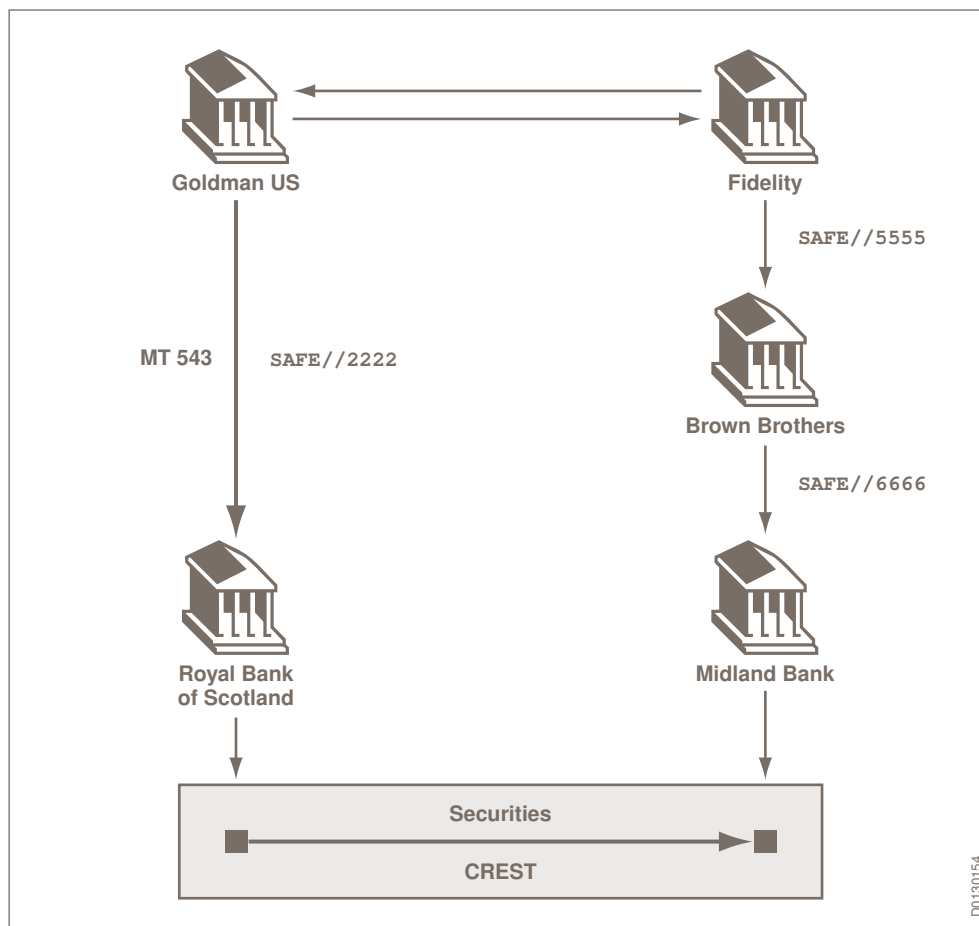 Goldman US
Fidelity
SAFE//5555
MT 543
SAFE//2222
Brown Brothers
SAFE//6666
Royal Bank
of Scotland
Midland Bank
Securities
CREST
D0130154